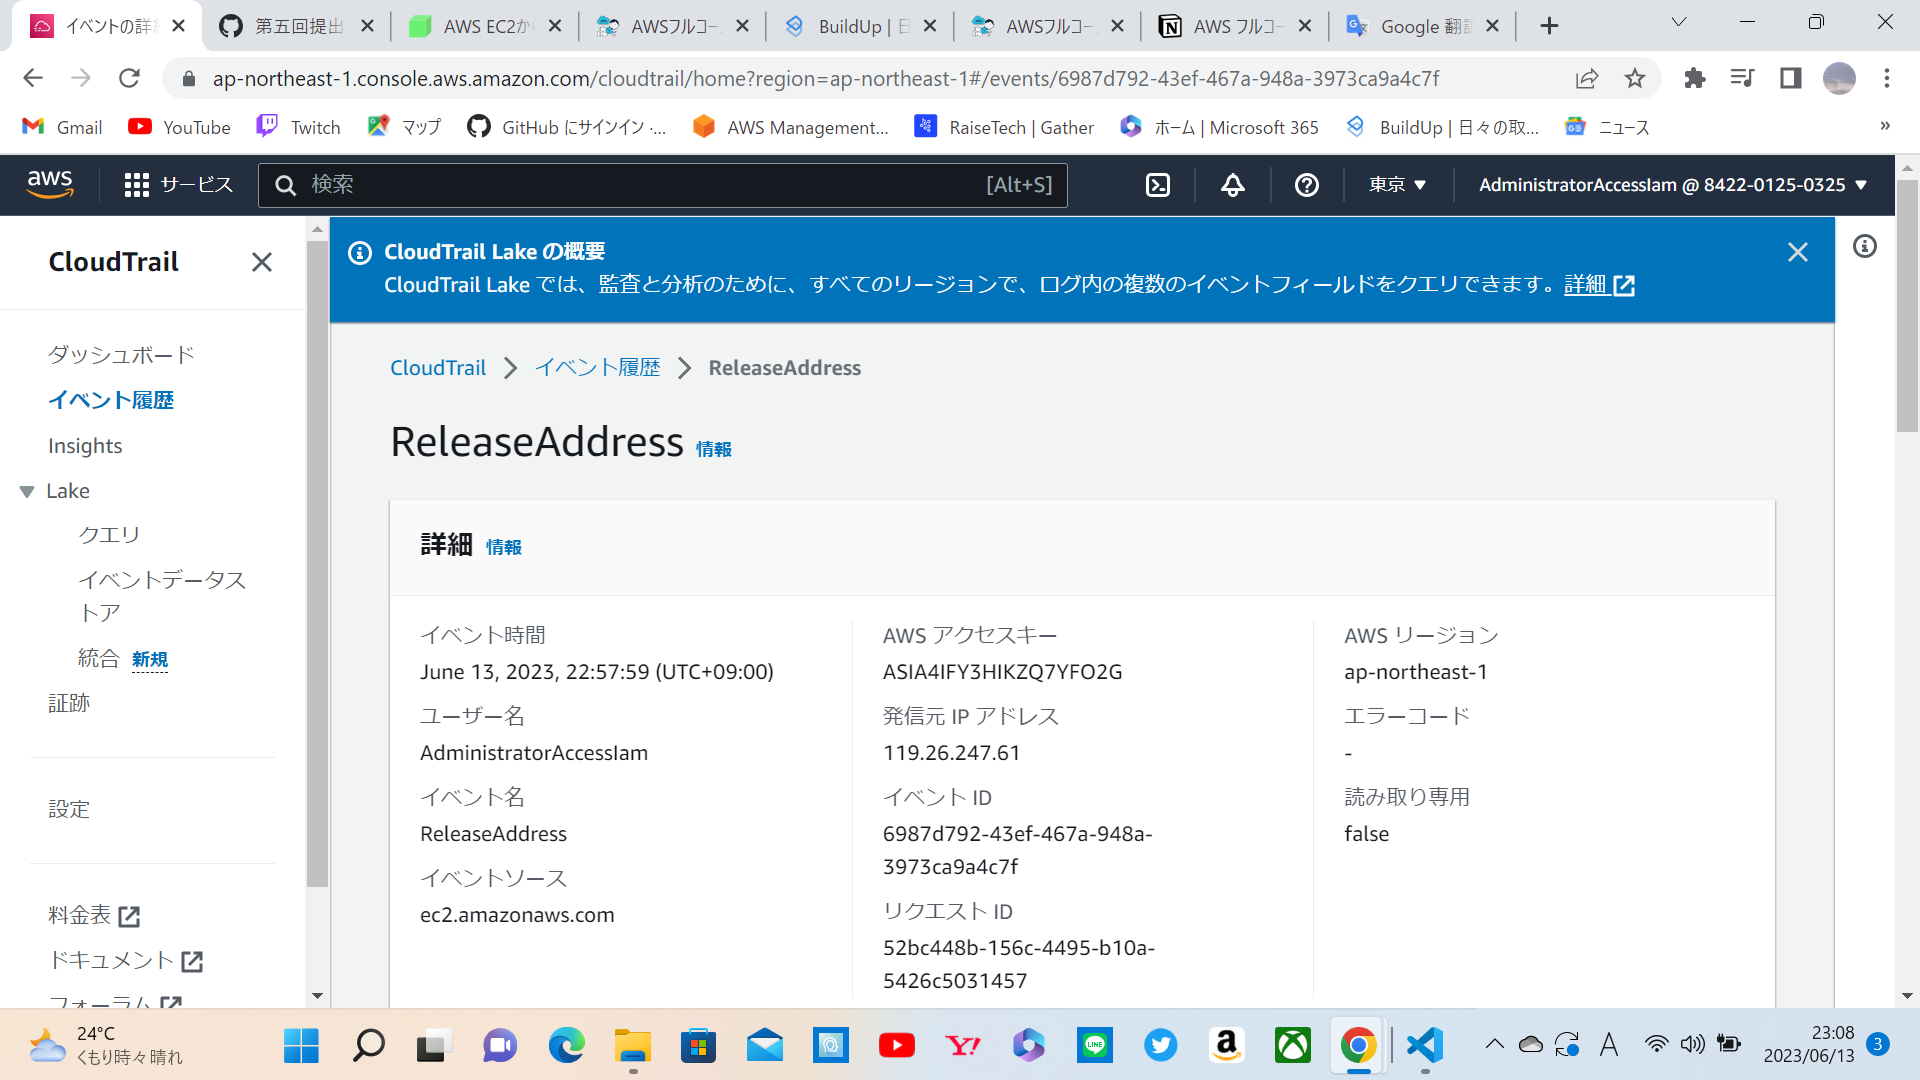 イベントの詳細
第五回提出
AWS EC2か
AWSフルコー
BuildUp | 日
AWSフルコー
AWS フルコー
Google 翻訳
ap-northeast-1.console.aws.amazon.com/cloudtrail/home?region=ap-northeast-1#/events/6987d792-43ef-467a-948a-3973ca9a4c7f
Gmail
YouTube
Twitch
マップ
GitHub にサインイン ·...
AWS Management...
RaiseTech | Gather
ホーム | Microsoft 365
BuildUp | 日々の取...
ニュース
»
aws
サービス
検索
[Alt+S]
東京
AdministratorAccessIam @ 8422-0125-0325
CloudTrail
ダッシュボード
イベント履歴
Insights
Lake
クエリ
イベントデータス
トア
統合 新規
証跡
設定
料金表
ドキュメント
フォーラム
CloudTrail Lake の概要
CloudTrail Lake では、監査と分析のために、すべてのリージョンで、ログ内の複数のイベントフィールドをクエリできます。詳細
CloudTrail
イベント履歴
ReleaseAddress
ReleaseAddress 情報
詳細 情報
イベント時間
June 13, 2023, 22:57:59 (UTC+09:00)
ユーザー名
AdministratorAccessIam
イベント名
ReleaseAddress
イベントソース
ec2.amazonaws.com
AWS アクセスキー
ASIA4IFY3HIKZQ7YFO2G
発信元 IP アドレス
119.26.247.61
イベント ID
6987d792-43ef-467a-948a-
3973ca9a4c7f
リクエスト ID
52bc448b-156c-4495-b10a-
5426c5031457
AWS リージョン
ap-northeast-1
エラーコード
-
読み取り専用
false
24°C
くもり時々晴れ
Y!
LINE
a
A
23:08
2023/06/13
3